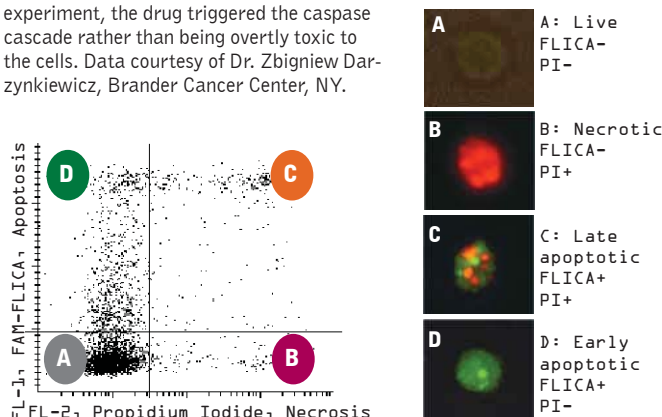 experiment, the drug triggered the caspase
cascade rather than being overtly toxic to
the cells. Data courtesy of Dr. Zbigniew Dar-
zynkiewicz, Brander Cancer Center, NY.
D
C
A
B
FL-1, FAM-FLICA, Apoptosis
FL-2, Propidium Iodide, Necrosis
A
A: Live
FLICA-
PI-
B
B: Necrotic
FLICA-
PI+
C
C: Late
apoptotic
FLICA+
PI+
D
D: Early
apoptotic
FLICA+
PI-